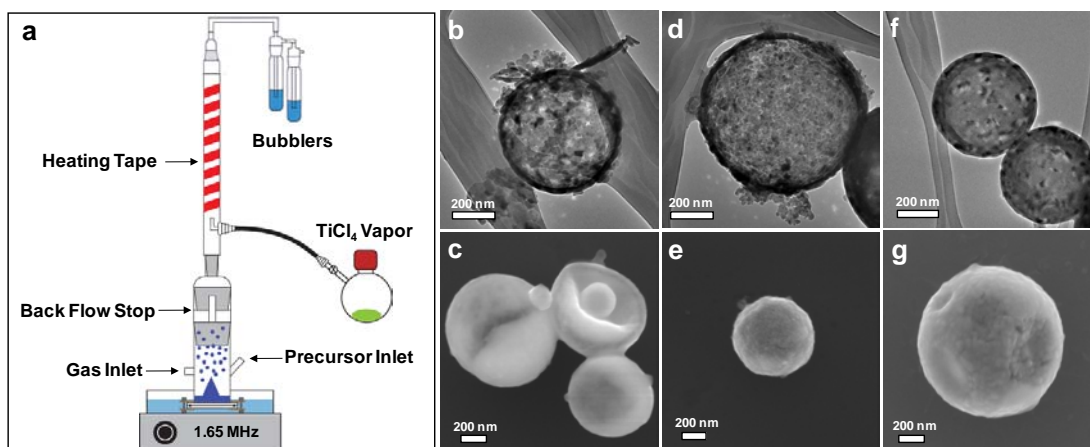 a
Bubblers
Heating Tape
TiCl4 Vapor
Back Flow Stop
Precursor Inlet
Gas Inlet
1.65 MHz
b
200 nm
d
200 nm
f
200 nm
c
200 nm
e
200 nm
g
200 nm